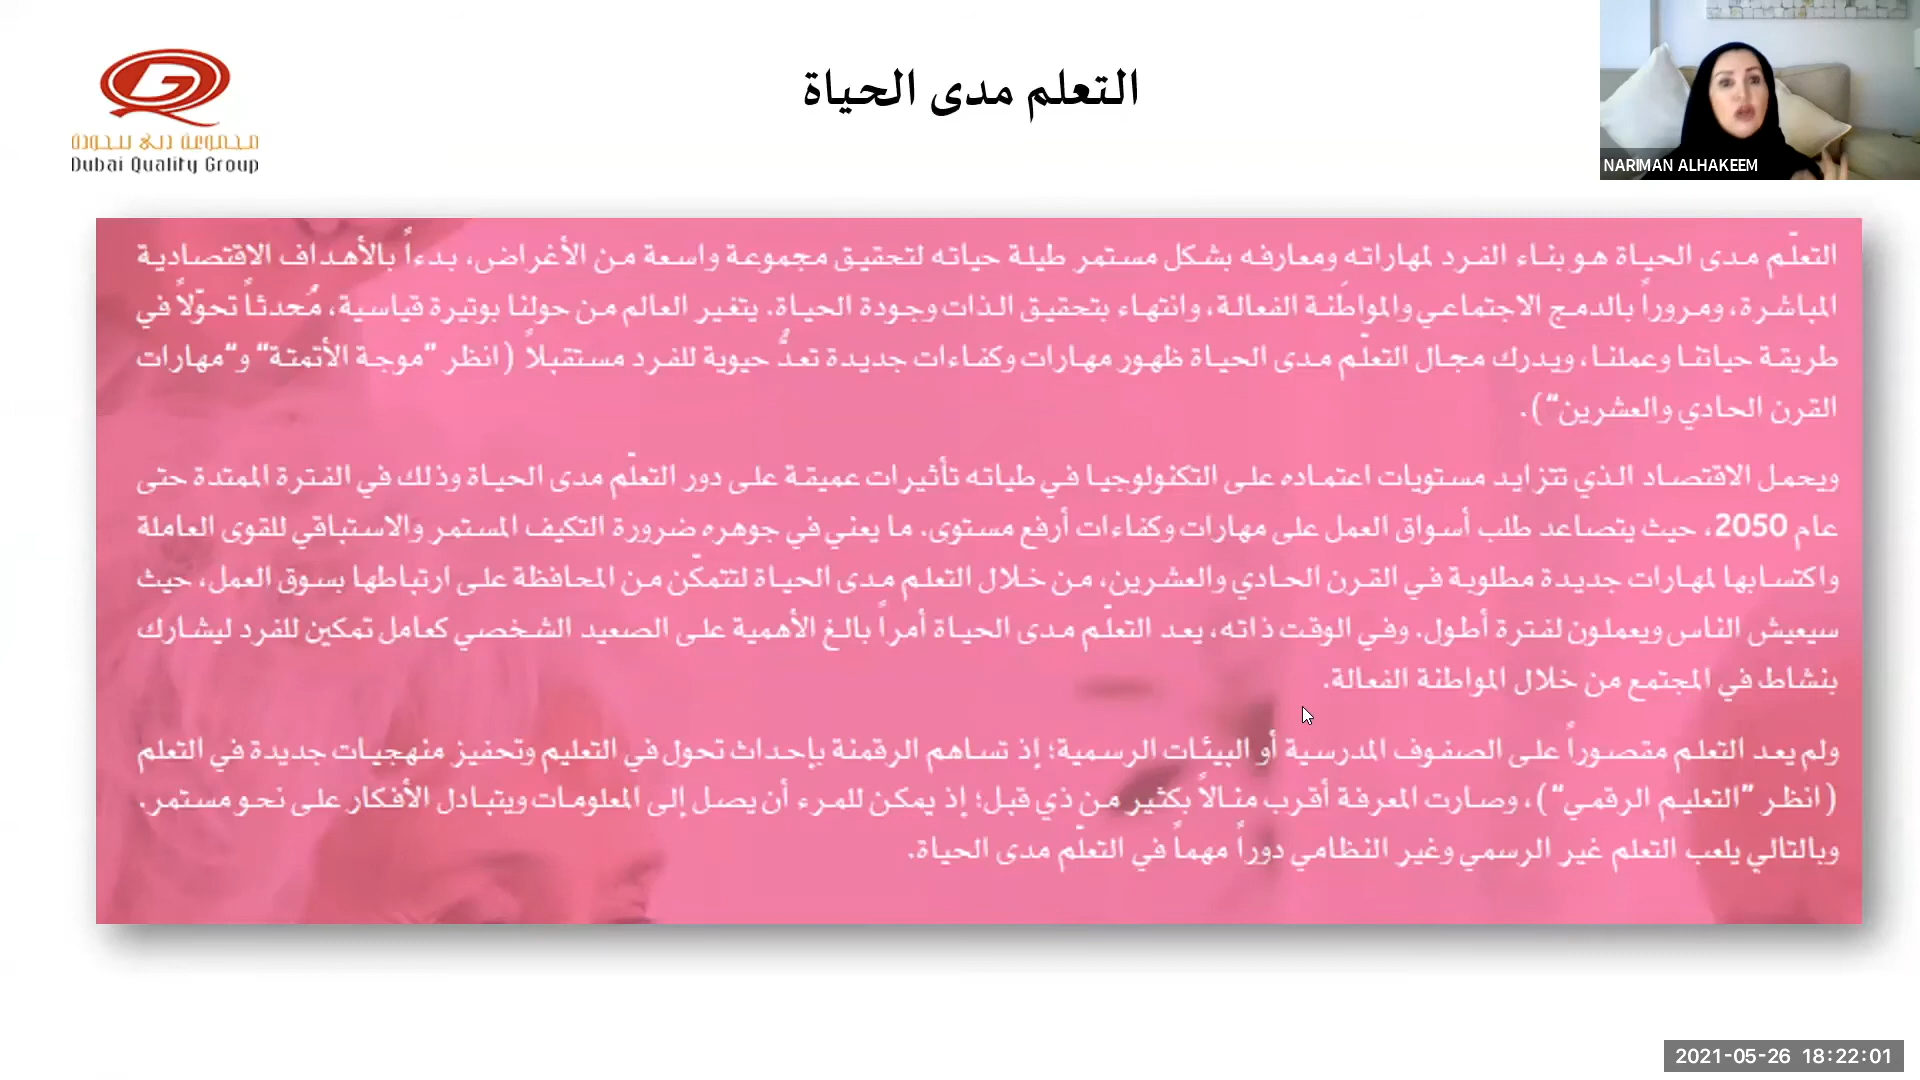 التعلم مدى الحياة
مجموعة دبي للجودة
Dubai Quality Group
NARIMAN ALHAKEEM
التعلّم مدى الحياة هو بناء الفرد لمهاراته ومعارفه بشكل مستمر طيلة حياته لتحقيق مجموعة واسعة من الأغراض، بدءاً بالأهداف الاقتصادية
المباشرة، ومروراً بالدمج الاجتماعي والمواطَنة الفعالة، وانتهاء بتحقيق الذات وجودة الحياة. يتغير العالم من حولنا بوتيرة قياسية، مُحدثاً تحوّلاً في
طريقة حياتنا وعملنا، ويدرك مجال التعلّم مدى الحياة ظهور مهارات وكفاءات جديدة تعدُّ حيوية للفرد مستقبلاً (انظر "موجة الأتمتة" و"مهارات
القرن الحادي والعشرين").
ويحمل الاقتصاد الذي تتزايد مستويات اعتماده على التكنولوجيا في طياته تأثيرات عميقة على دور التعلّم مدى الحياة وذلك في الفترة الممتدة حتى
عام 2050، حيث يتصاعد طلب أسواق العمل على مهارات وكفاءات أرفع مستوى. ما يعني في جوهره ضرورة التكيف المستمر والاستباقي للقوى العاملة
واكتسابها لمهارات جديدة مطلوبة في القرن الحادي والعشرين، من خلال التعلم مدى الحياة لتتمكّن من المحافظة على ارتباطها بسوق العمل، حيث
سيعيش الناس ويعملون لفترة أطول. وفي الوقت ذاته، يعد التعلّم مدى الحياة أمراً بالغ الأهمية على الصعيد الشخصي كعامل تمكين للفرد ليشارك
بنشاط في المجتمع من خلال المواطنة الفعالة.
ولم يعد التعلم مقصوراً على الصفوف المدرسية أو البيئات الرسمية؛ إذ تساهم الرقمنة بإحداث تحول في التعليم وتحفيز منهجيات جديدة في التعلم
(انظر "التعليم الرقمي")، وصارت المعرفة أقرب منالاً بكثير من ذي قبل؛ إذ يمكن للمرء أن يصل إلى المعلومات ويتبادل الأفكار على نحو مستمر.
وبالتالي يلعب التعلم غير الرسمي وغير النظامي دوراً مهماً في التعلّم مدى الحياة.
2021-05-26 18:22:01